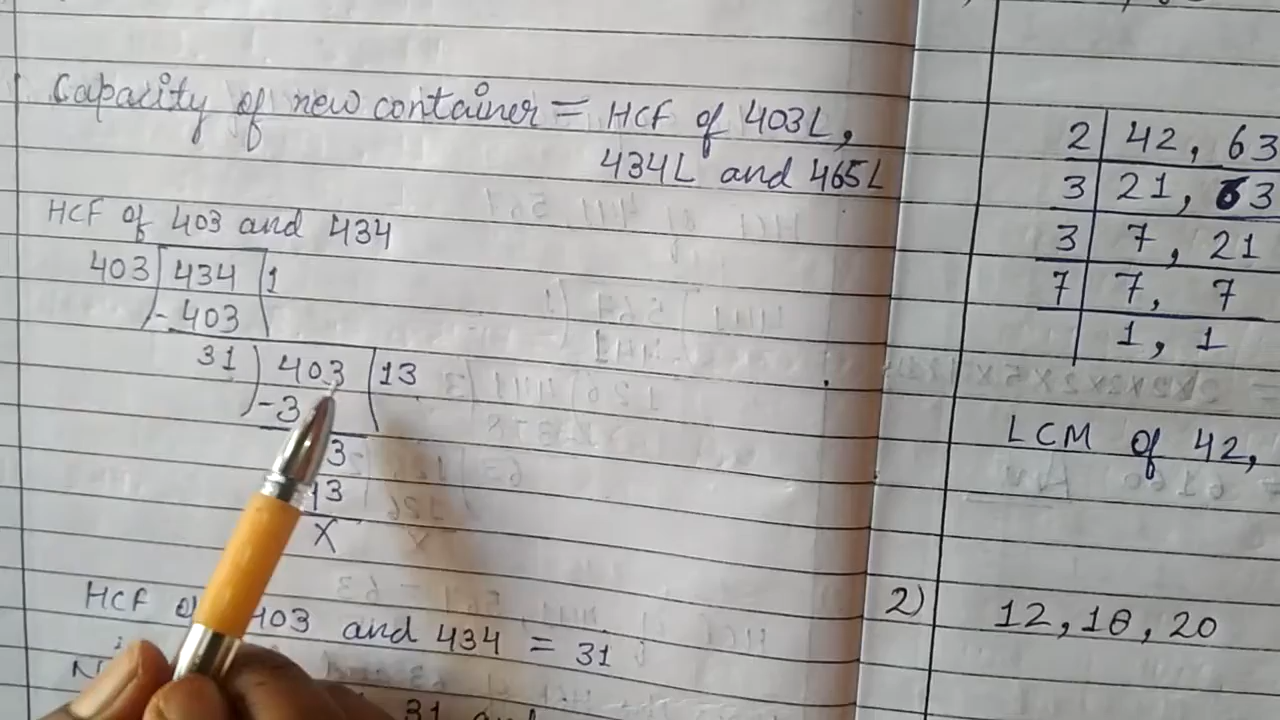 Capacity of new container = HCF of 403L,
434L and 465L
HCF of 403 and 434
403 434 1
- 403
31 ) 403 13
-3
3
93
X
HCF of 403 and 434 = 31
31 and
2 | 42, 63
3 | 21, 63
3 | 7, 21
7 | 7, 7
1, 1
LCM of 42,
2) 12, 18, 20